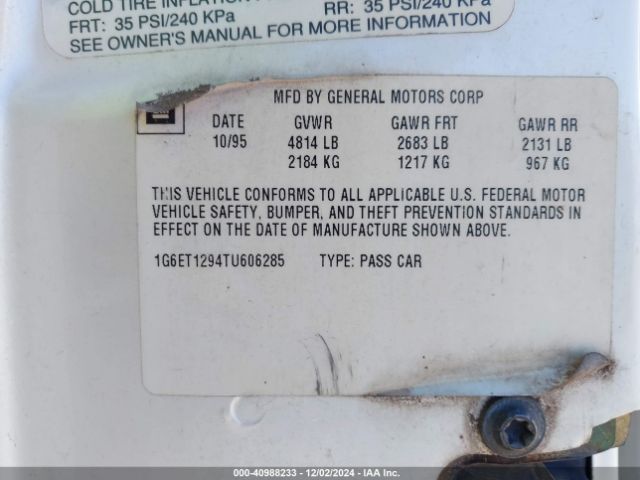 COLD TIRE INFLATION
FRT: 35 PSI/240 KPa RR: 35 PSI/240 KPa
SEE OWNER'S MANUAL FOR MORE INFORMATION
MFD BY GENERAL MOTORS CORP
DATE GVWR GAWR FRT GAWR RR
10/95 4814 LB 2683 LB 2131 LB
2184 KG 1217 KG 967 KG
THIS VEHICLE CONFORMS TO ALL APPLICABLE U.S. FEDERAL MOTOR
VEHICLE SAFETY, BUMPER, AND THEFT PREVENTION STANDARDS IN
EFFECT ON THE DATE OF MANUFACTURE SHOWN ABOVE.
1G6ET1294TU606285 TYPE: PASS CAR
000-40988233 - 12/02/2024 - IAA Inc.